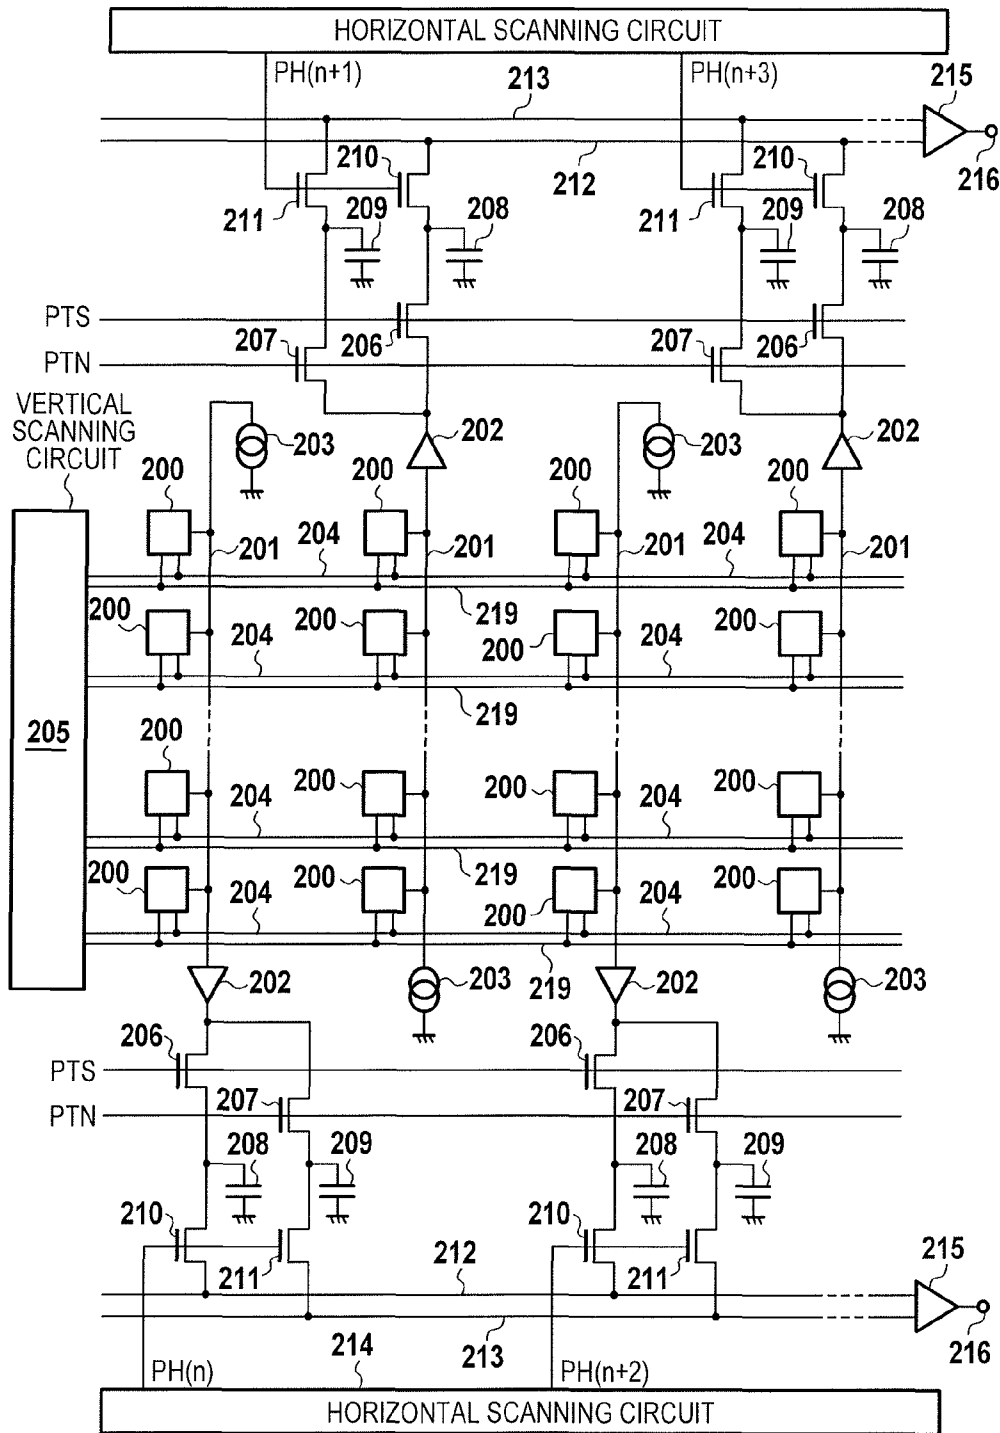 HORIZONTAL SCANNING CIRCUIT
PH(n+1) PH(n+3)
213 215
210 210
212 216
211 209 208 211 209 208
PTS
207 206 207 206
PTN
VERTICAL
SCANNING
CIRCUIT
203 202 203 202
200 200 200 200
201 204 201 201 204 201
219
200 200 200 200
204 204
219
205
200 200 200 200
204 204
219
200 200 200 200
204 204
219
202 203 202 203
206 206
PTS
207 207
PTN
208 209 208 209
210 210
211 212 211 215
213 214 213 216
PH(n) PH(n+2)
HORIZONTAL SCANNING CIRCUIT